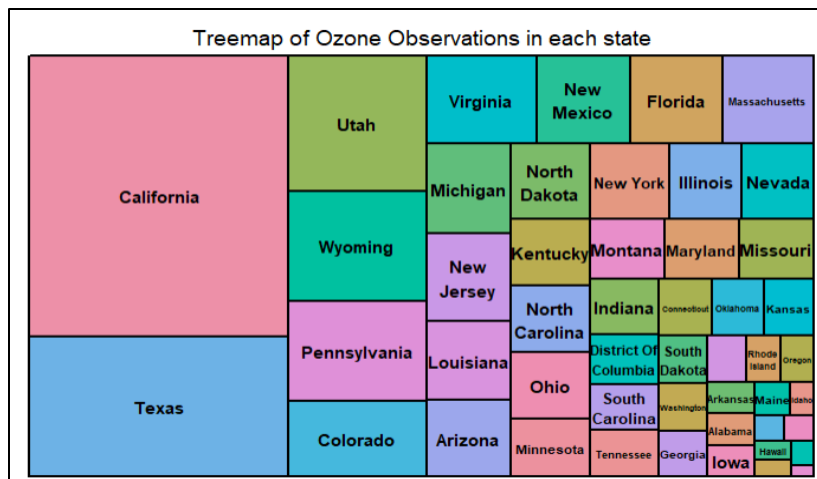 Treemap of Ozone Observations in each state
California
Texas
Utah
Wyoming
Pennsylvania
Colorado
Virginia
New
Mexico
Florida
Massachusetts
Michigan
New
Jersey
Louisiana
Arizona
North
Dakota
Kentucky
North
Carolina
Ohio
Minnesota
New York
Illinois
Nevada
Montana
Maryland
Missouri
Indiana
Connecticut
Oklahoma
Kansas
District Of
Columbia
South
Dakota
Rhode
Island
Oregon
South
Carolina
Washington
Arkansas
Maine
Idaho
Alabama
Tennessee
Georgia
Iowa
Hawaii